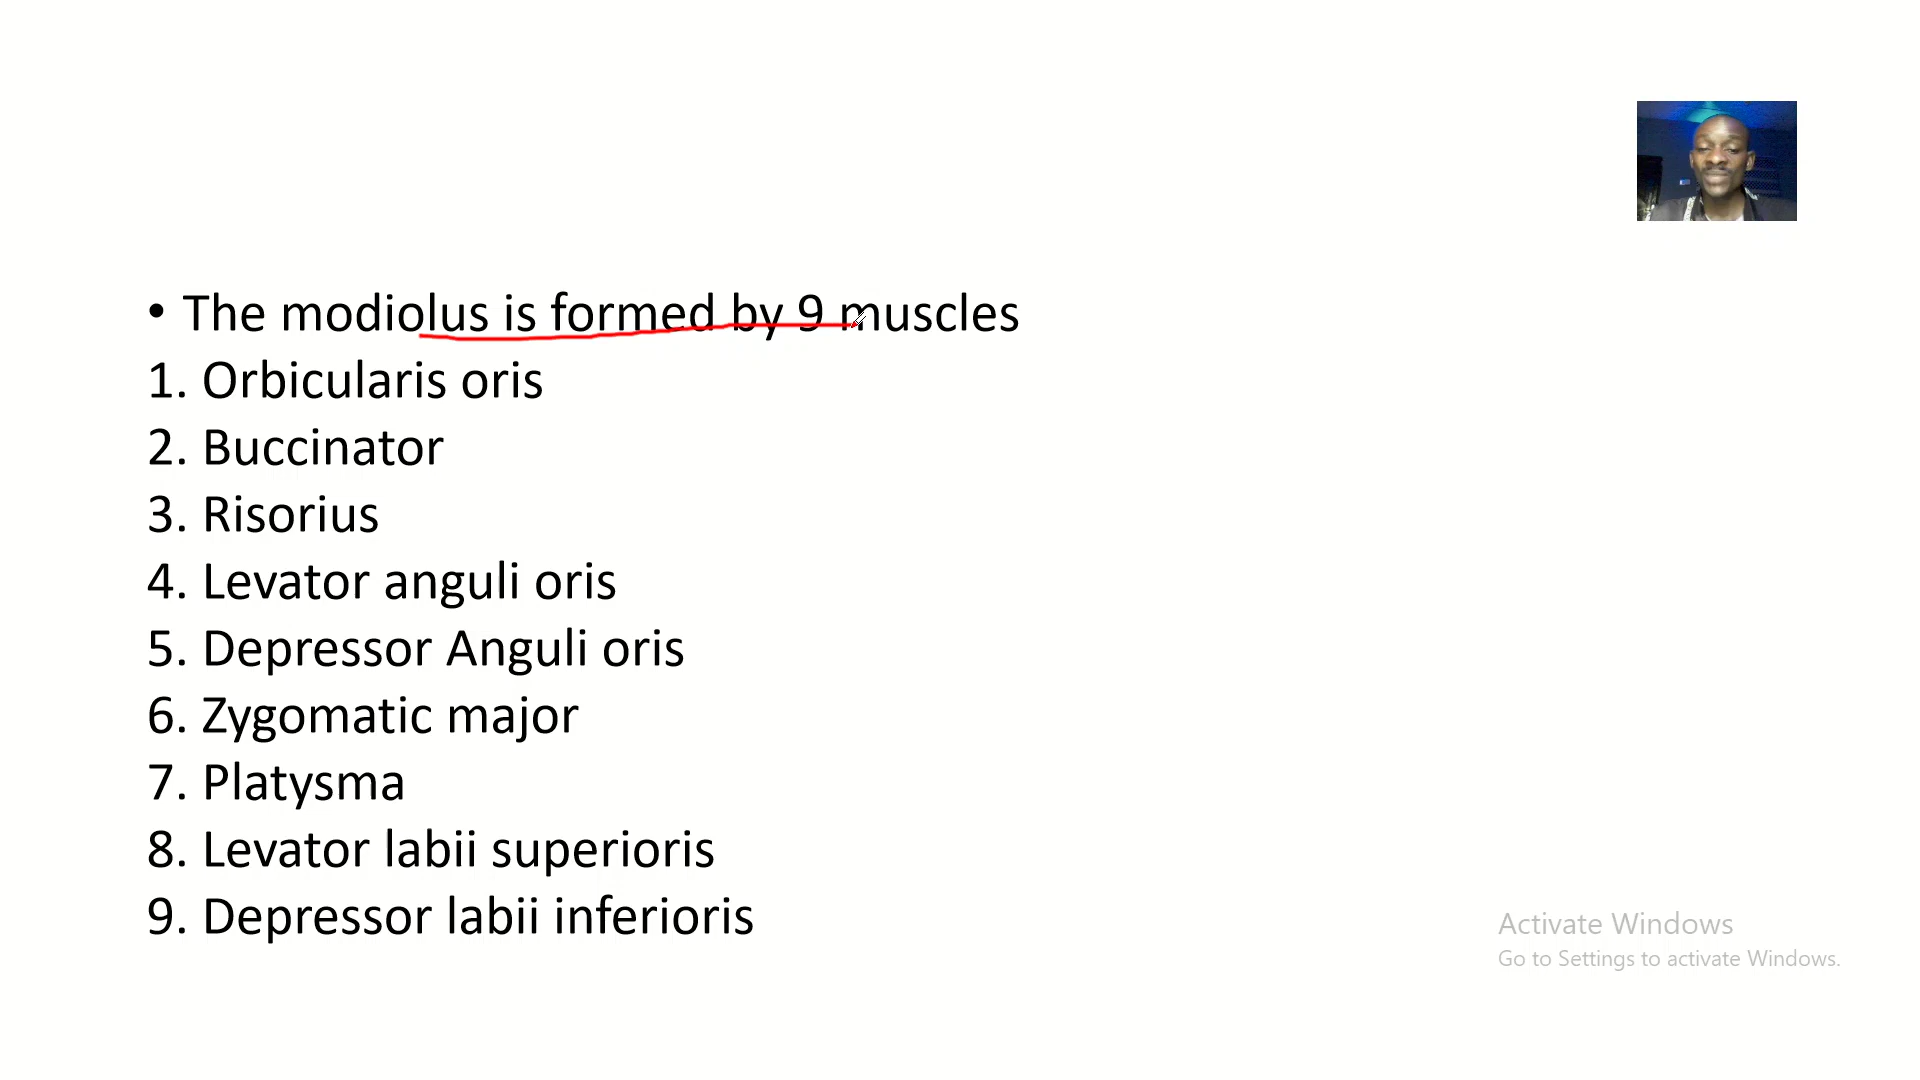 • The modiolus is formed by 9 muscles
1. Orbicularis oris
2. Buccinator
3. Risorius
4. Levator anguli oris
5. Depressor Anguli oris
6. Zygomatic major
7. Platysma
8. Levator labii superioris
9. Depressor labii inferioris
Activate Windows
Go to Settings to activate Windows.